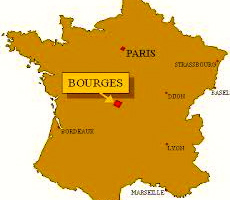 PARIS
STRASBOURG
BOURGES
BASEL
DIJON
BORDEAUX
LYON
MARSEILLE